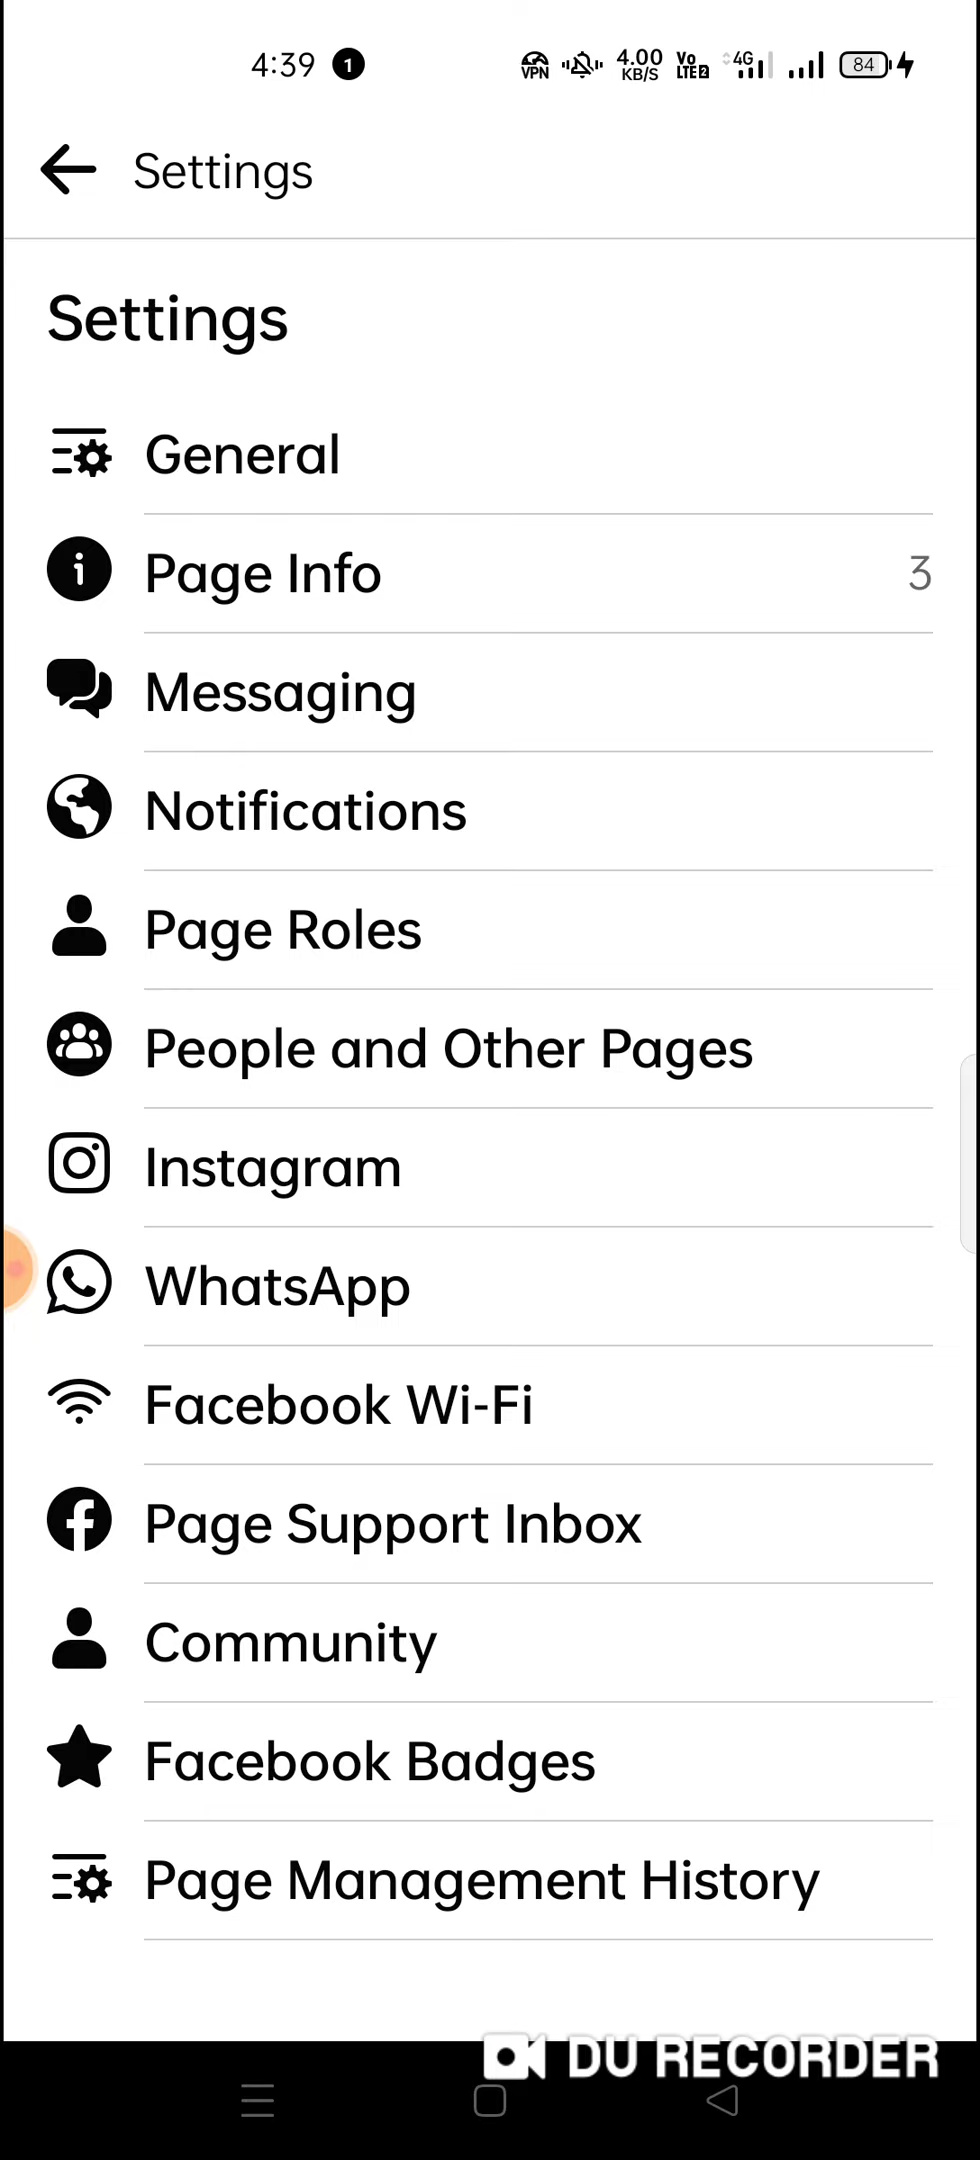 4:39 1 VPN 4.00 KB/S Vo LTE2 4G 84
Settings
Settings
General
Page Info 3
Messaging
Notifications
Page Roles
People and Other Pages
Instagram
WhatsApp
Facebook Wi-Fi
Page Support Inbox
Community
Facebook Badges
Page Management History
DU RECORDER